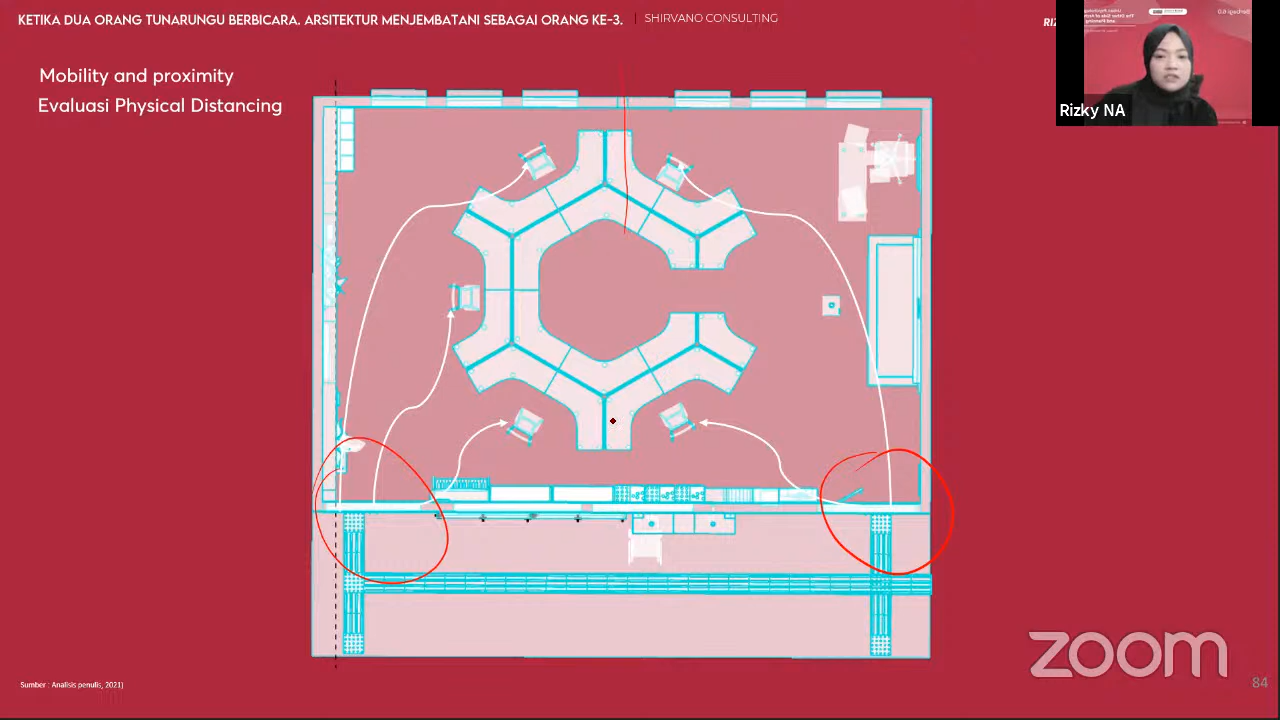 KETIKA DUA ORANG TUNARUNGU BERBICARA. ARSITEKTUR MENJEMBATANI SEBAGAI ORANG KE-3. | SHIRVANO CONSULTING
Mobility and proximity
Evaluasi Physical Distancing
Rizky NA
zoom
Sumber : Analisis penulis, 2021)
84